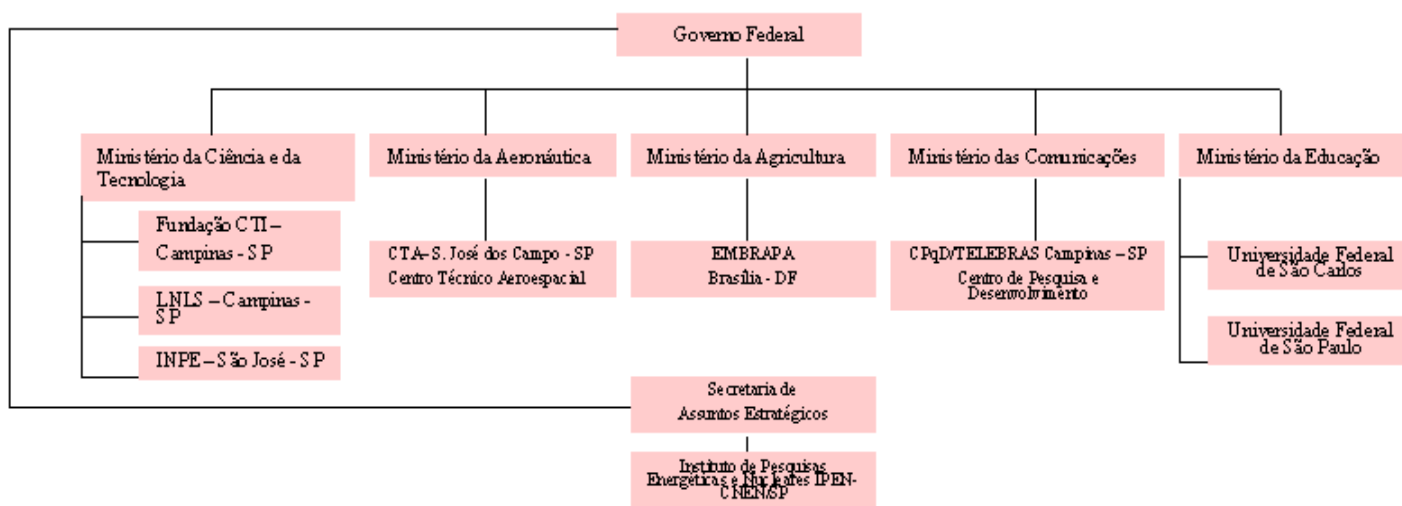 Governo Federal
Ministério da Ciência e da
Tecnologia
Ministério da Aeronáutica
Ministério da Agricultura
Ministério das Comunicações
Ministério da Educação
Fundação CTI –
Campinas - SP
LNLS – Campinas -
SP
INPE – São José - SP
CTA– S. José dos Campo - SP
Centro Técnico Aeroespacial
EMBRAPA
Brasília - DF
CPqD/TELEBRAS Campinas – SP
Centro de Pesquisa e
Desenvolvimento
Universidade Federal
de São Carlos
Universidade Federal
de São Paulo
Secretaria de
Assuntos Estratégicos
Instituto de Pesquisas
Energéticas e Nucleares IPEN-
CNEN/SP